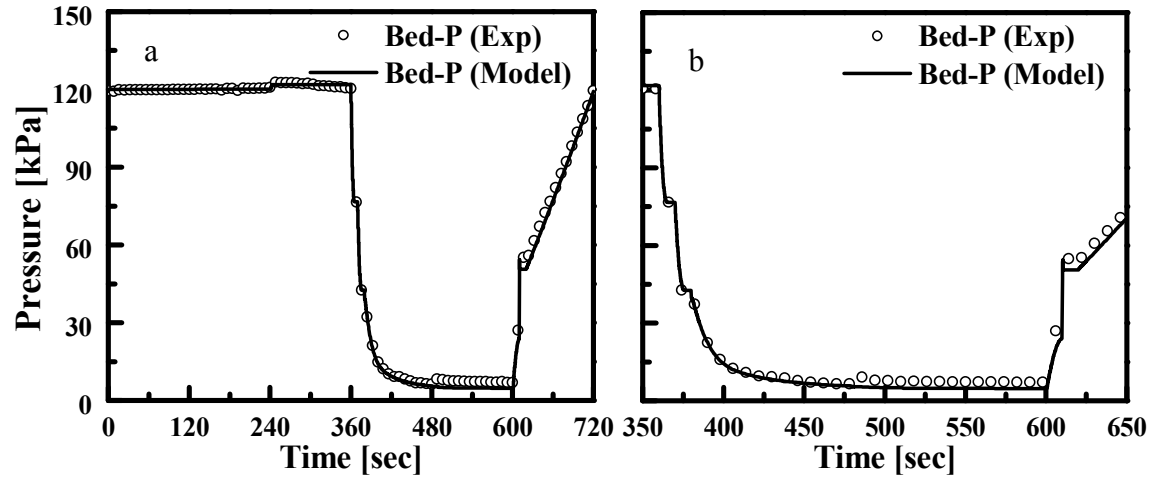 150
120
90
60
30
0
Pressure [kPa]
a
Bed-P (Exp)
Bed-P (Model)
0 120 240 360 480 600 720
Time [sec]
b
Bed-P (Exp)
Bed-P (Model)
350 400 450 500 550 600 650
Time [sec]